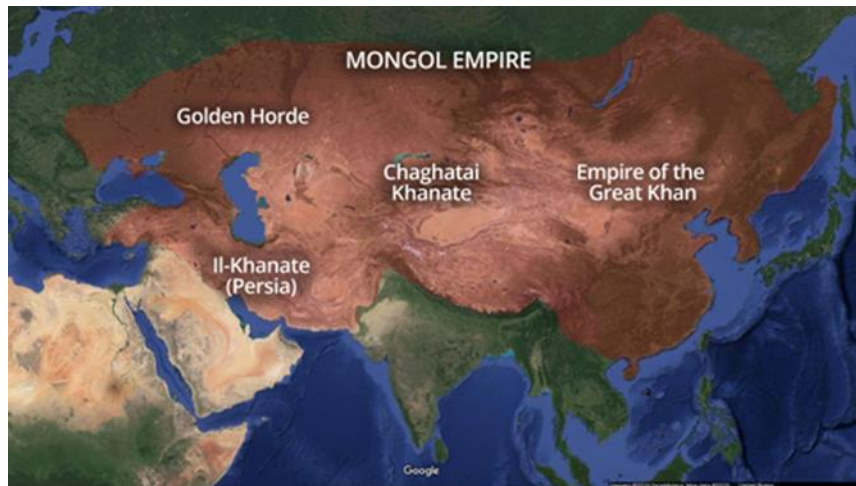 MONGOL EMPIRE
Golden Horde
Chaghatai
Khanate
Empire of the
Great Khan
Il-Khanate
(Persia)
Google